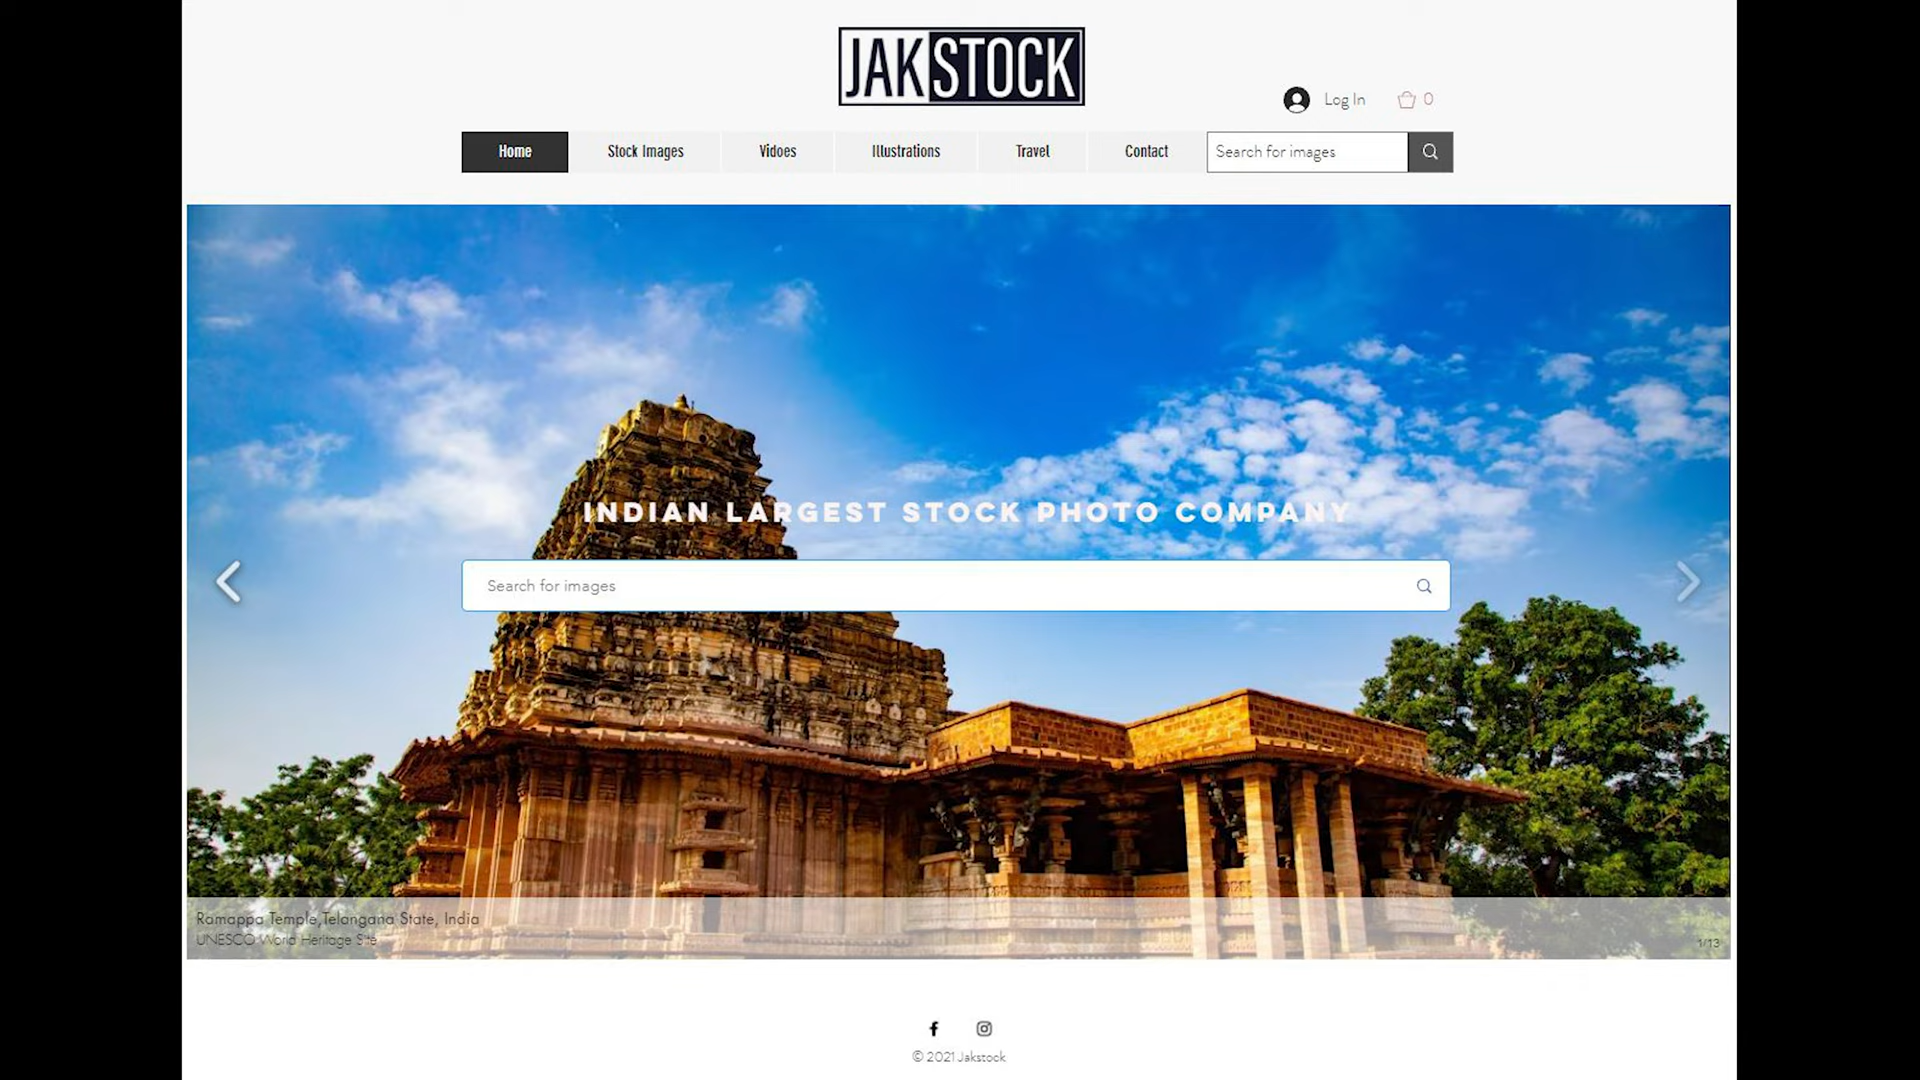 JAKSTOCK
Log In 0
Home Stock Images Vidoes Illustrations Travel Contact Search for images
INDIAN LARGEST STOCK PHOTO COMPANY
Search for images
Ramappa Temple,Telangana State, India
UNESCO World Heritage Site
1/13
© 2021 Jakstock